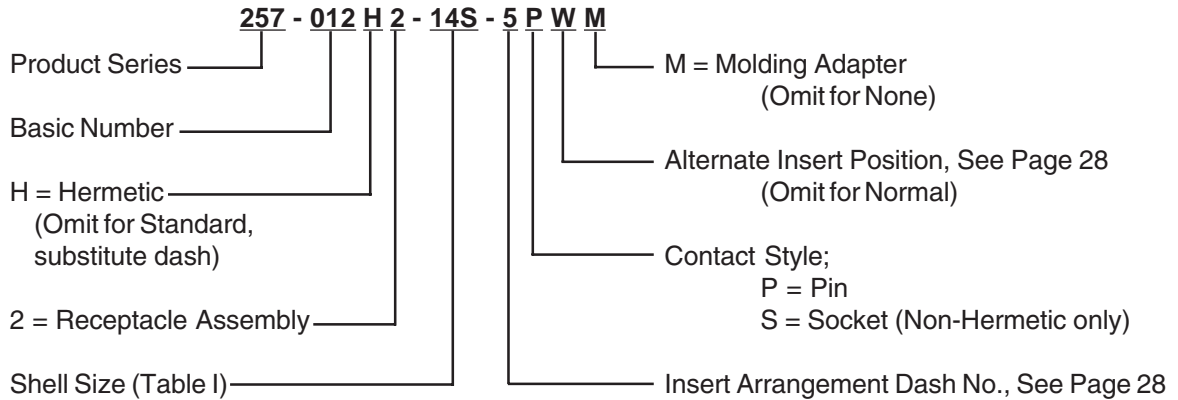 257 - 012 H 2 - 14S - 5 P W M
Product Series
Basic Number
H = Hermetic
(Omit for Standard,
substitute dash)
2 = Receptacle Assembly
Shell Size (Table I)
M = Molding Adapter
(Omit for None)
Alternate Insert Position, See Page 28
(Omit for Normal)
Contact Style;
P = Pin
S = Socket (Non-Hermetic only)
Insert Arrangement Dash No., See Page 28